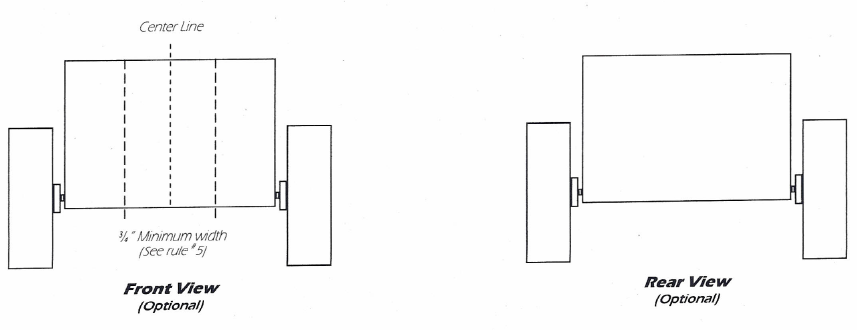 Center Line
¾" Minimum width
(See rule #5)
Front View
(Optional)
Rear View
(Optional)